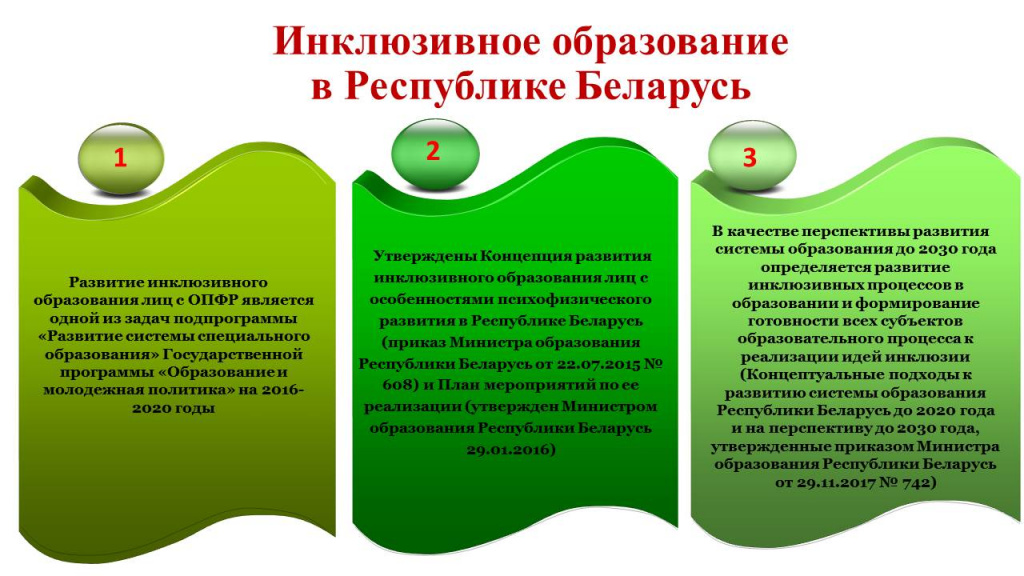 Инклюзивное образование
в Республике Беларусь
1
Развитие инклюзивного
образования лиц с ОПФР является
одной из задач подпрограммы
«Развитие системы специального
образования» Государственной
программы «Образование и
молодежная политика» на 2016-
2020 годы
2
Утверждены Концепция развития
инклюзивного образования лиц с
особенностями психофизического
развития в Республике Беларусь
(приказ Министра образования
Республики Беларусь от 22.07.2015 №
608) и План мероприятий по ее
реализации (утвержден Министром
образования Республики Беларусь
29.01.2016)
3
В качестве перспективы развития
системы образования до 2030 года
определяется развитие
инклюзивных процессов в
образовании и формирование
готовности всех субъектов
образовательного процесса к
реализации идей инклюзии
(Концептуальные подходы к
развитию системы образования
Республики Беларусь до 2020 года
и на перспективу до 2030 года,
утвержденные приказом Министра
образования Республики Беларусь
от 29.11.2017 № 742)